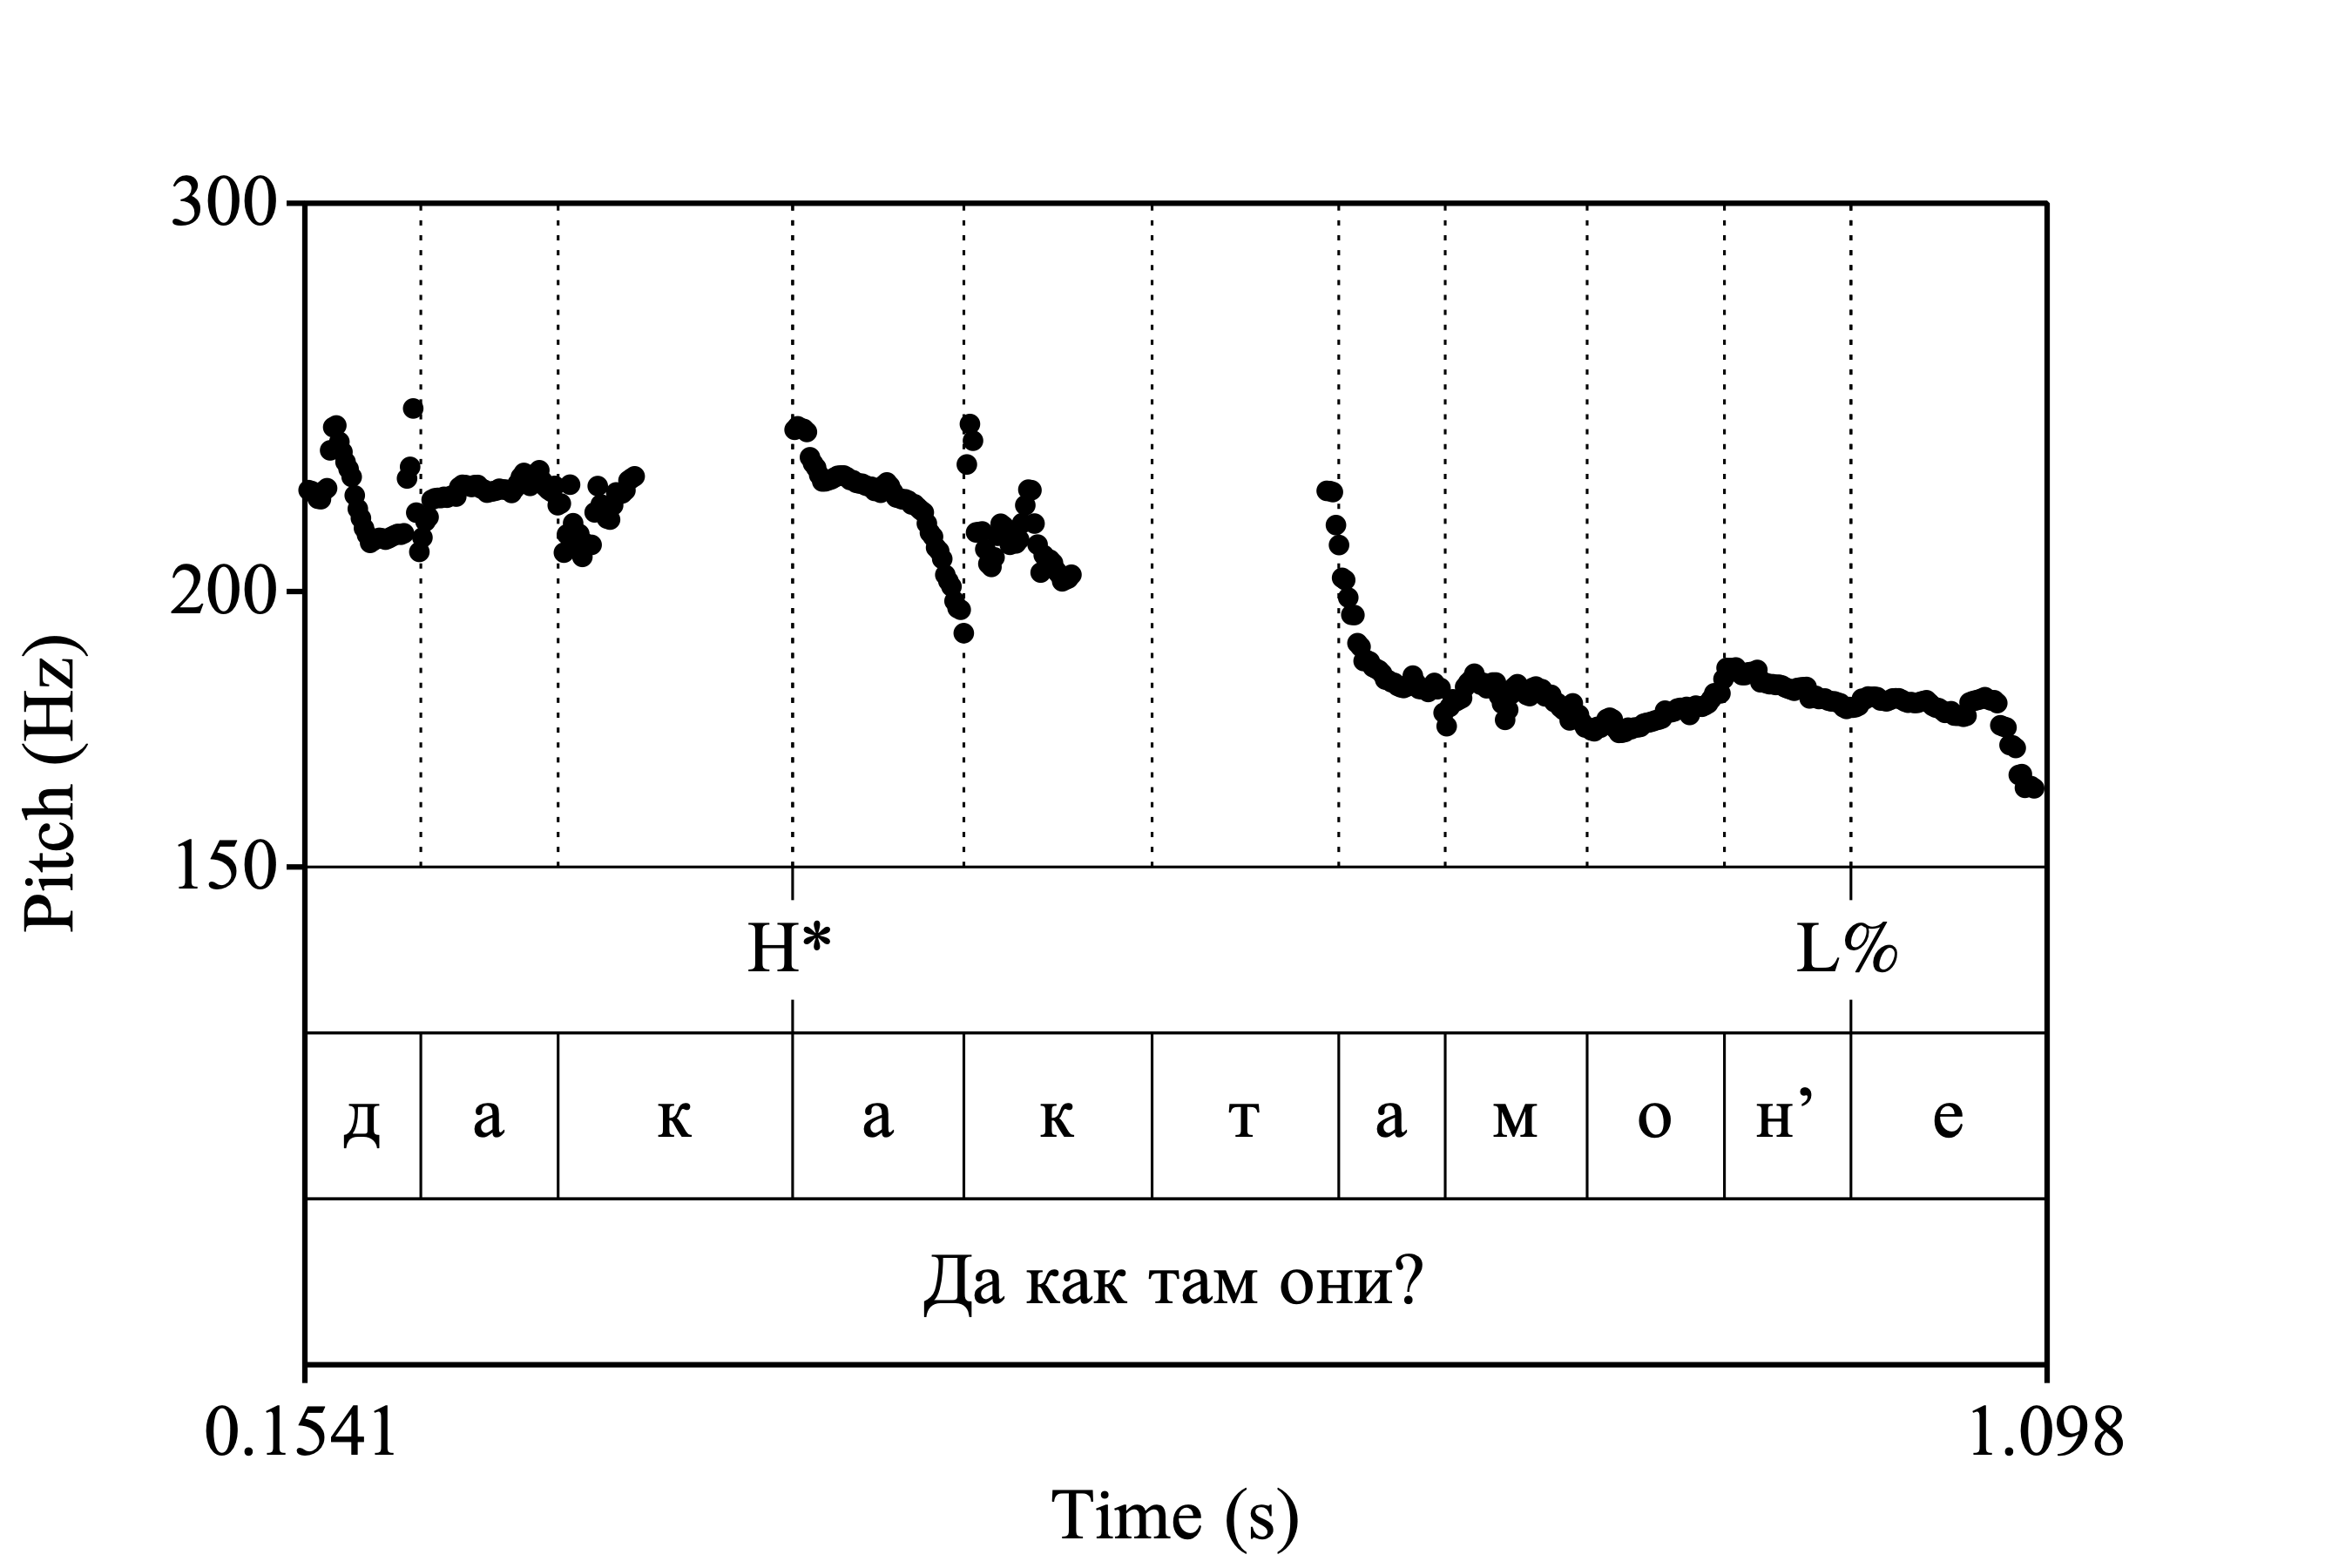 300
200
150
Pitch (Hz)
H* L%
д а к а к т а м о н’ е
Да как там они?
0.1541 1.098
Time (s)